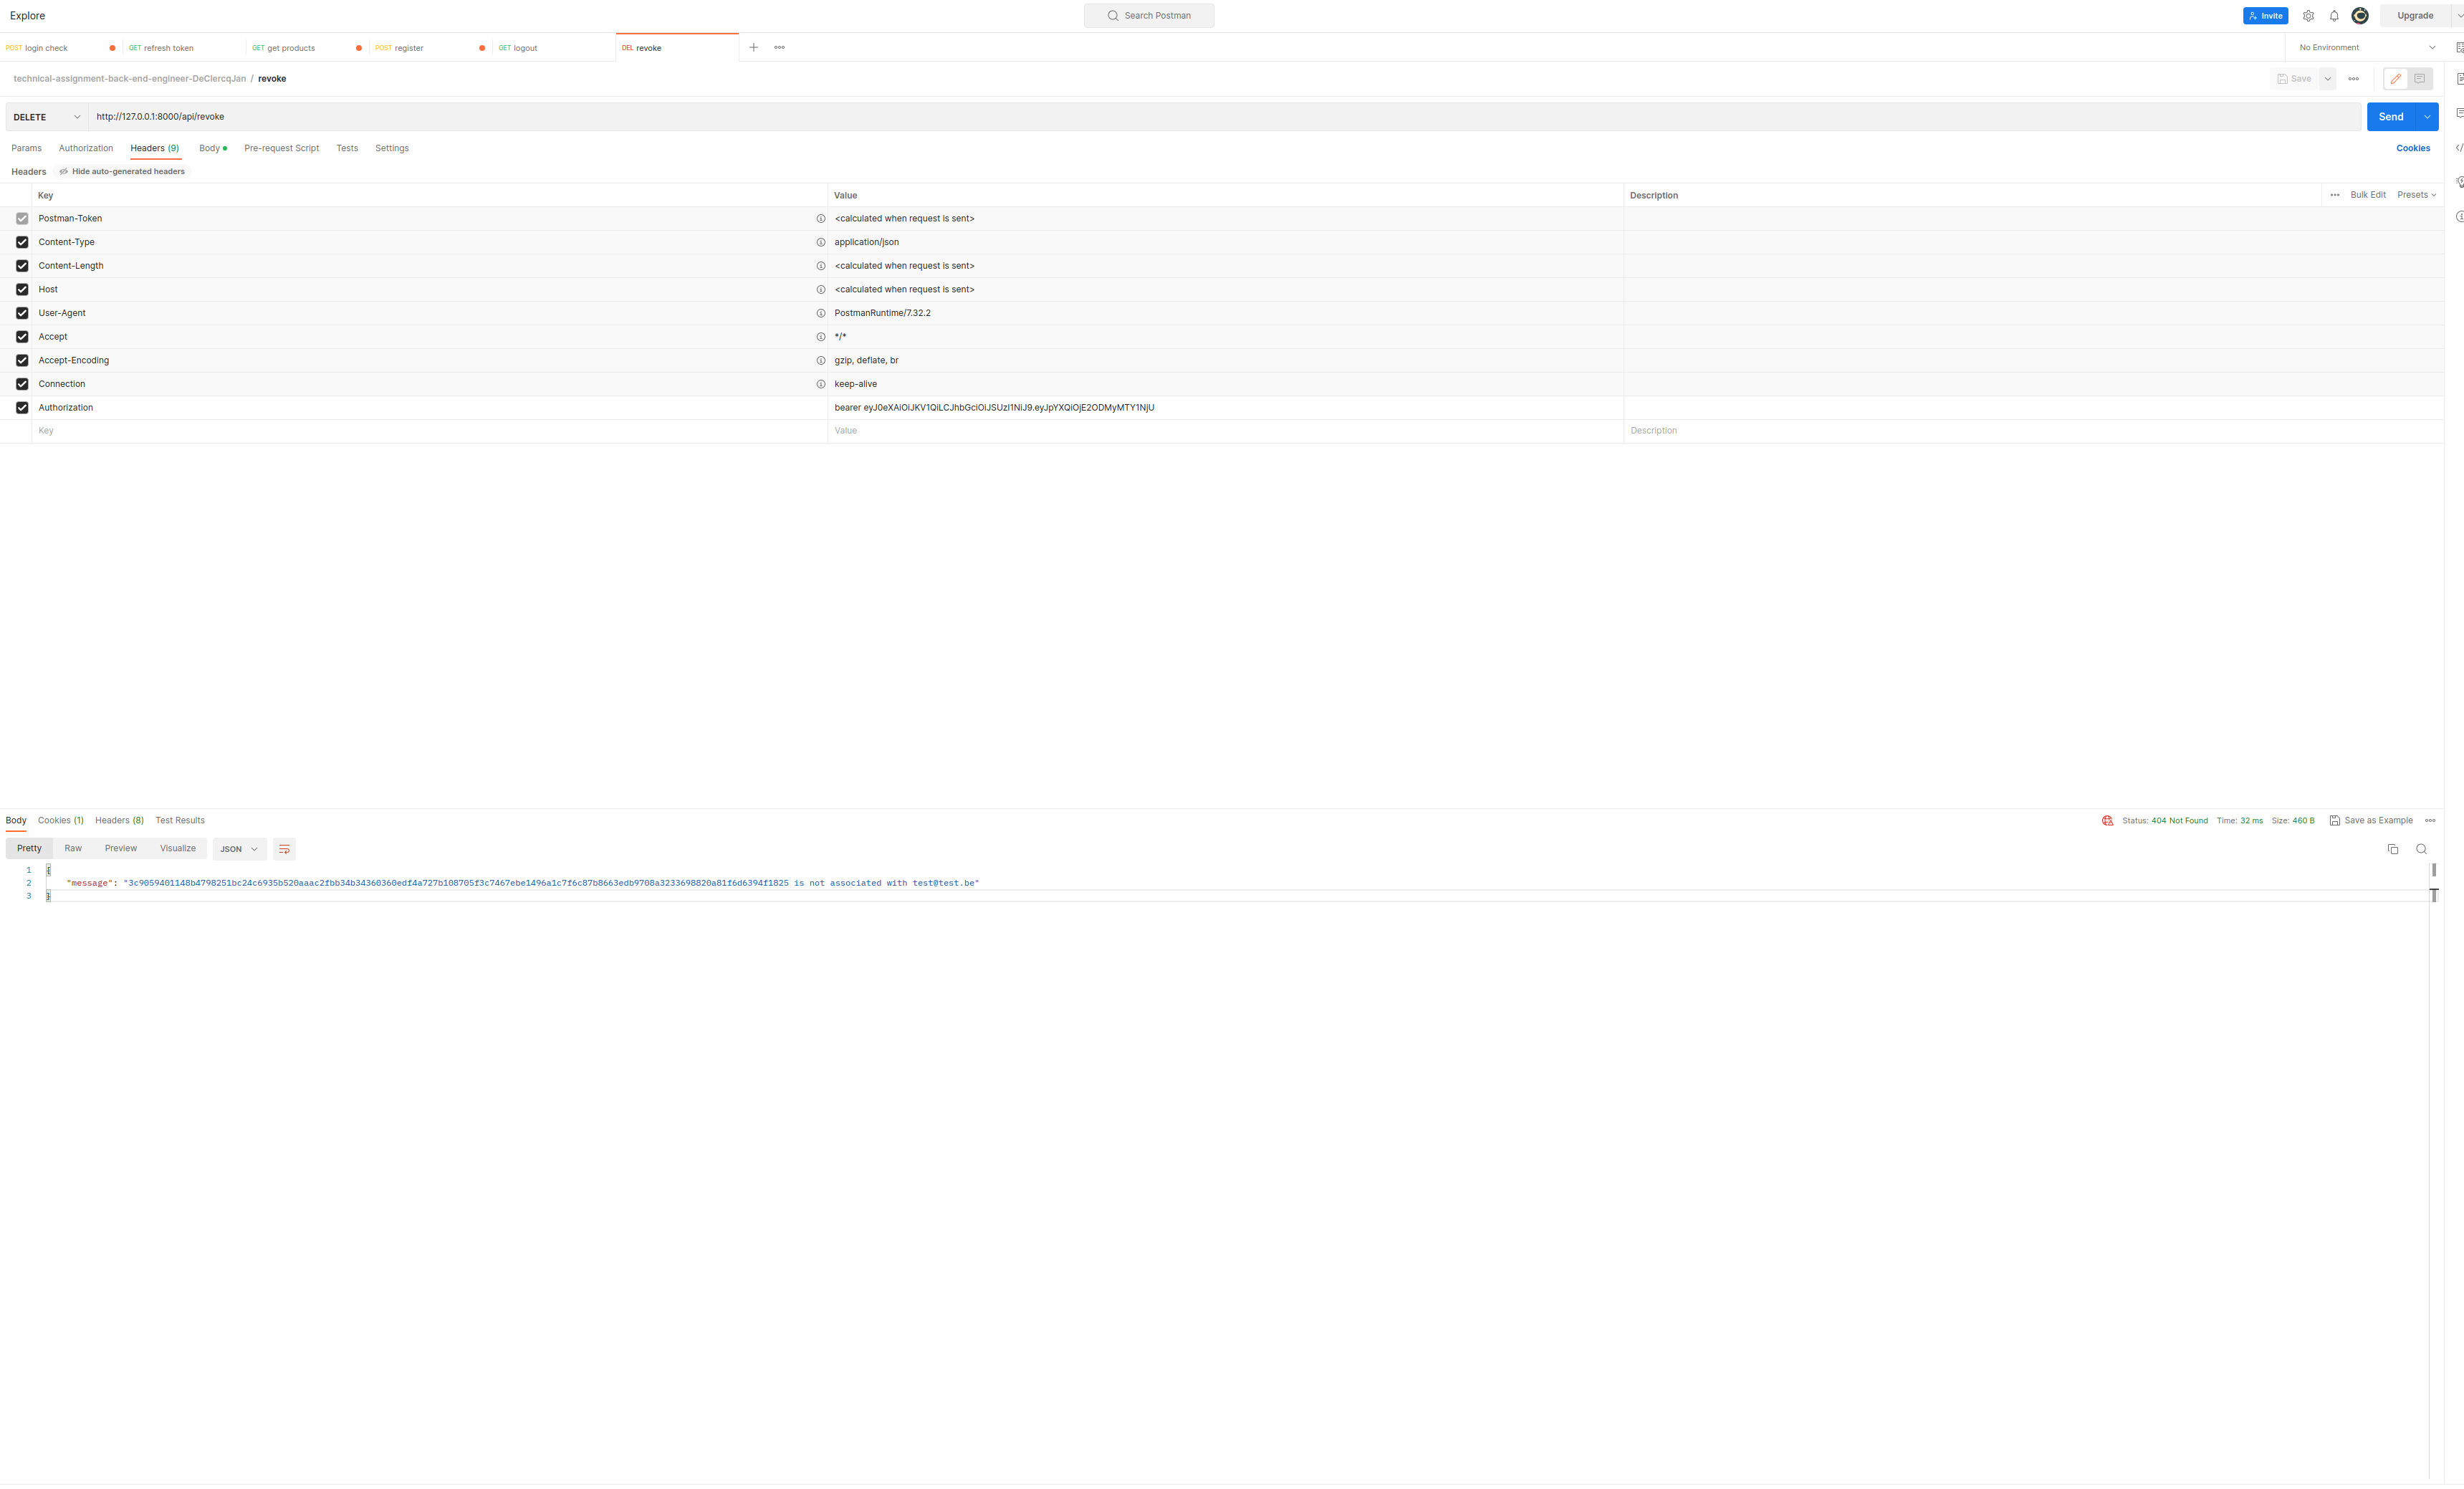 Explore
Search Postman
Invite
Upgrade
POST login check
GET refresh token
GET get products
POST register
GET logout
DEL revoke
No Environment
technical-assignment-back-end-engineer-DeClercqJan / revoke
Save
DELETE
http://127.0.0.1:8000/api/revoke
Send
Params
Authorization
Headers (9)
Body
Pre-request Script
Tests
Settings
Cookies
Headers
Hide auto-generated headers
Key Value Description
Bulk Edit
Presets
Postman-Token <calculated when request is sent>
Content-Type application/json
Content-Length <calculated when request is sent>
Host <calculated when request is sent>
User-Agent PostmanRuntime/7.32.2
Accept */*
Accept-Encoding gzip, deflate, br
Connection keep-alive
Authorization bearer eyJ0eXAiOiJKV1QiLCJhbGciOiJSUzI1NiJ9.eyJpYXQiOjE2ODMyMTY1NjU
Key Value Description
Body
Cookies (1)
Headers (8)
Test Results
Status: 404 Not Found
Time: 32 ms
Size: 460 B
Save as Example
Pretty
Raw
Preview
Visualize
JSON
1 {
2 "message": "3c9059401148b4798251bc24c6935b520aaac2fbb34b34360360edf4a727b108705f3c7467ebe1496a1c7f6c87b8663edb9708a3233698820a81f6d6394f1825 is not associated with test@test.be"
3 }